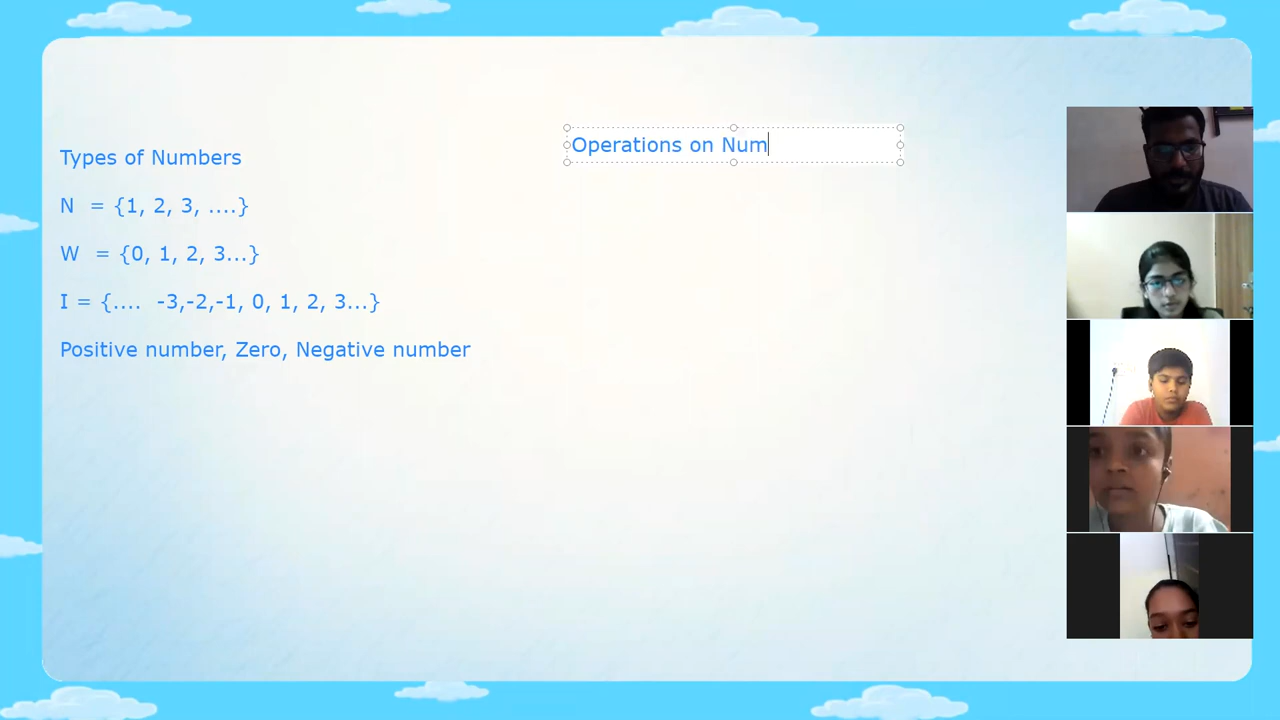 Types of Numbers
N = {1, 2, 3, ....}
W = {0, 1, 2, 3...}
I = {.... -3,-2,-1, 0, 1, 2, 3...}
Positive number, Zero, Negative number
Operations on Num